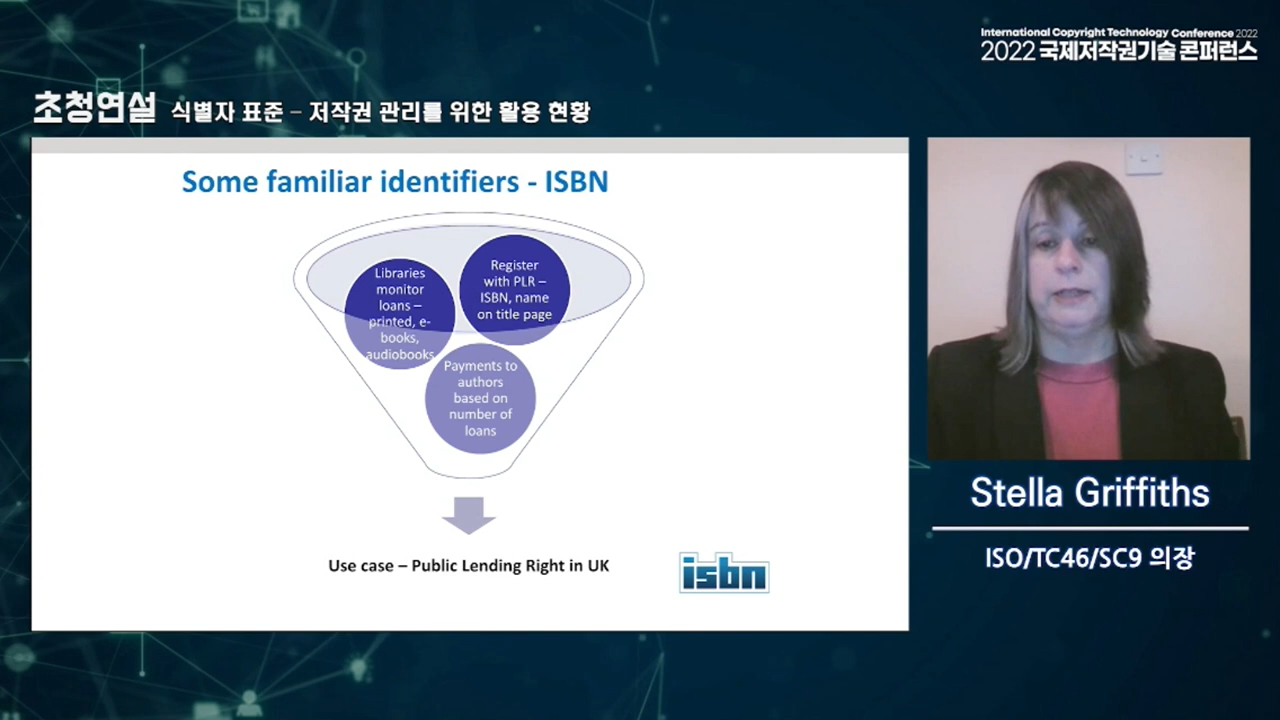 International Copyright Technology Conference 2022
2022 국제저작권기술 콘퍼런스
초청연설 식별자 표준 – 저작권 관리를 위한 활용 현황
Some familiar identifiers - ISBN
Libraries
monitor
loans –
printed, e-
books,
audiobooks
Register
with PLR –
ISBN, name
on title page
Payments to
authors
based on
number of
loans
Use case – Public Lending Right in UK
isbn
Stella Griffiths
ISO/TC46/SC9 의장